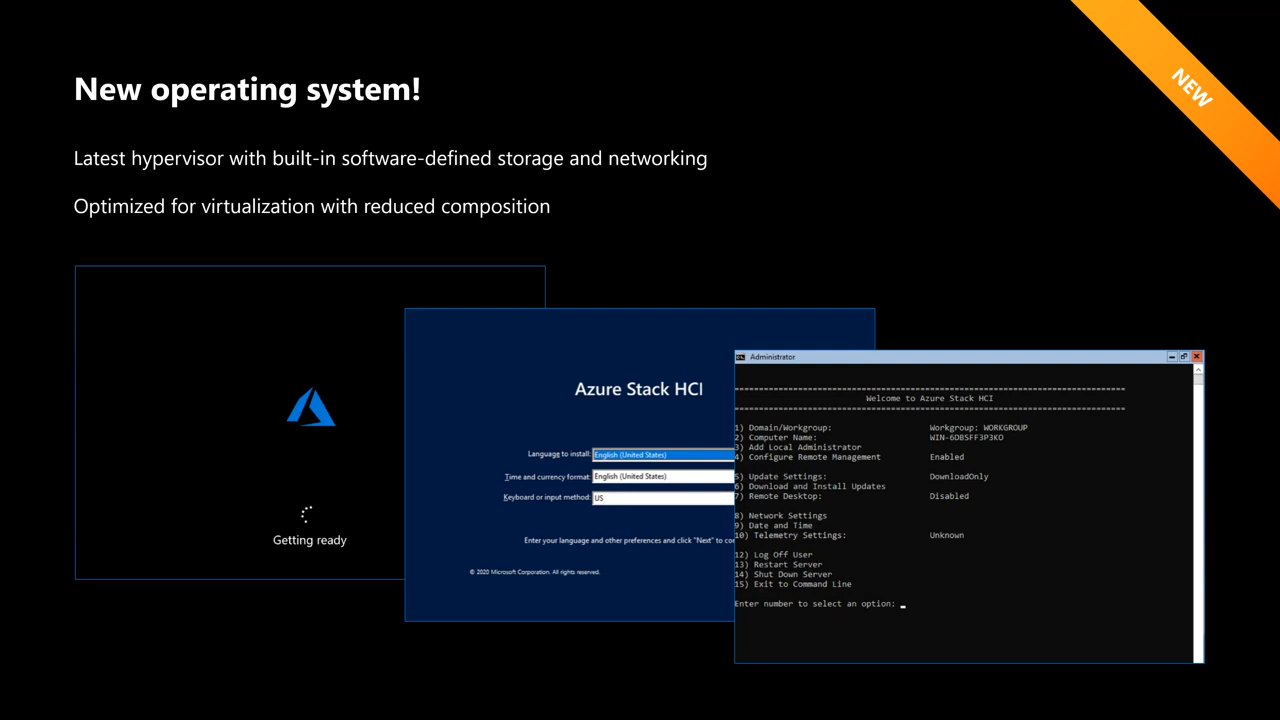 New operating system!
NEW
Latest hypervisor with built-in software-defined storage and networking
Optimized for virtualization with reduced composition
Getting ready
Azure Stack HCI
Language to install: English (United States)
Time and currency format: English (United States)
Keyboard or input method: US
Enter your language and other preferences and click "Next" to
© 2020 Microsoft Corporation. All rights reserved.
Administrator
================================================================================
Welcome to Azure Stack HCI
================================================================================
1) Domain/Workgroup: Workgroup: WORKGROUP
2) Computer Name: WIN-6DBSFF3P3KO
3) Add Local Administrator
4) Configure Remote Management Enabled
5) Update Settings: DownloadOnly
6) Download and Install Updates
7) Remote Desktop: Disabled
8) Network Settings
9) Date and Time
10) Telemetry Settings: Unknown
12) Log Off User
13) Restart Server
14) Shut Down Server
15) Exit to Command Line
Enter number to select an option: _